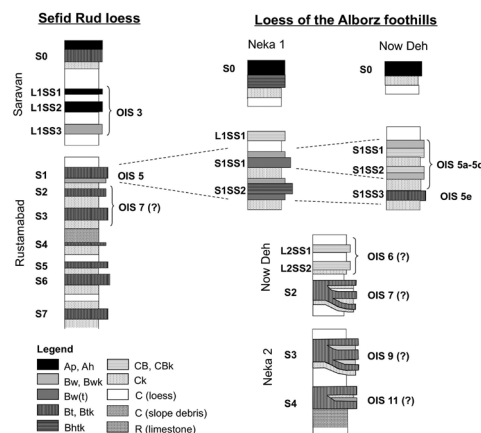 Sefid Rud loess
Loess of the Alborz foothills
Neka 1
Now Deh
Saravan
S0
L1SS1
L1SS2
L1SS3
OIS 3
Rustamabad
S1
OIS 5
S2
OIS 7 (?)
S3
S4
S5
S6
S7
S0
L1SS1
S1SS1
S1SS2
S0
S1SS1
S1SS2
S1SS3
OIS 5a-5d
OIS 5e
Now Deh
L2SS1
L2SS2
OIS 6 (?)
S2
OIS 7 (?)
Neka 2
S3
OIS 9 (?)
S4
OIS 11 (?)
Legend
Ap, Ah
Bw, Bwk
Bw(t)
Bt, Btk
Bhtk
CB, CBk
Ck
C (loess)
C (slope debris)
R (limestone)